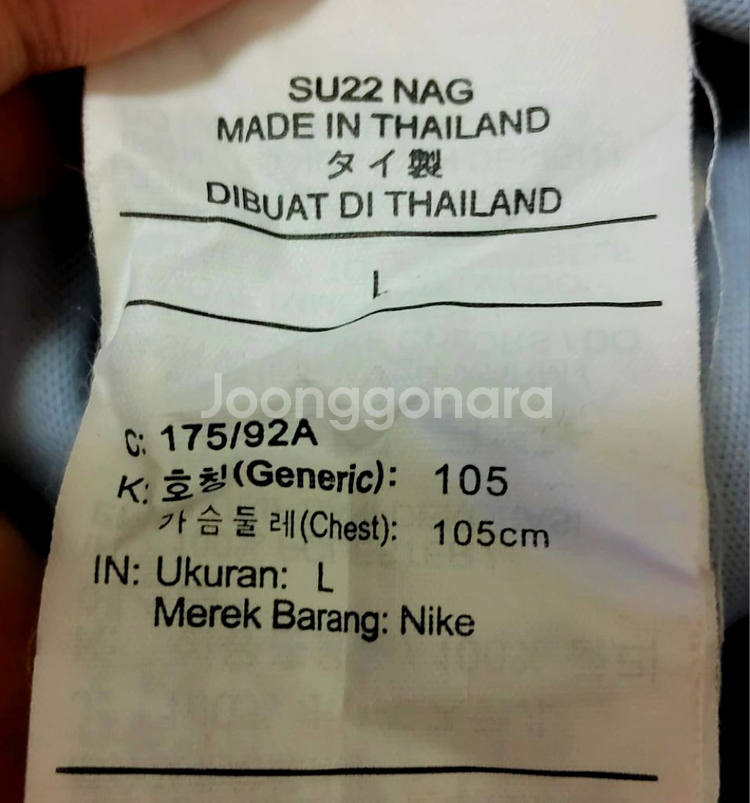 SU22 NAG
MADE IN THAILAND
タイ製
DIBUAT DI THAILAND
L
Joonggonara
C: 175/92A
K: 호칭(Generic): 105
가슴둘레(Chest): 105cm
IN: Ukuran: L
Merek Barang: Nike